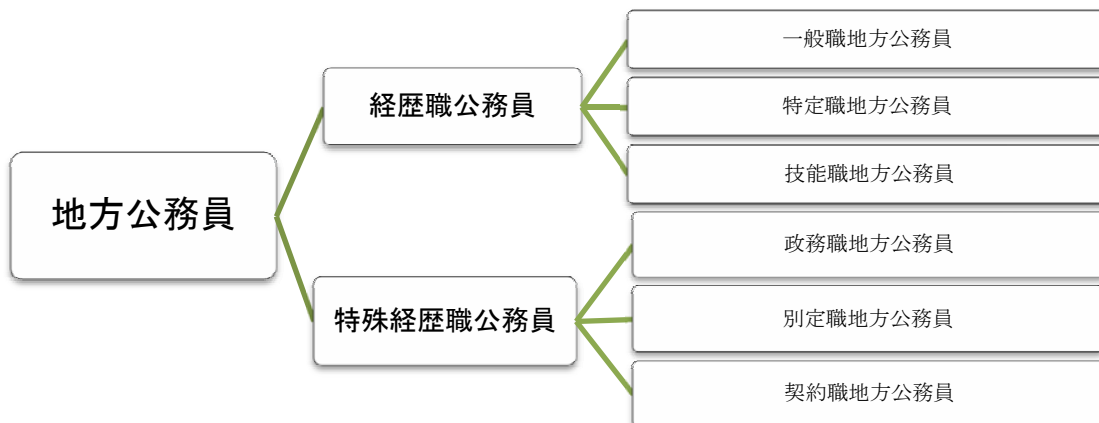 地方公務員
経歴職公務員
一般職地方公務員
特定職地方公務員
技能職地方公務員
特殊経歴職公務員
政務職地方公務員
別定職地方公務員
契約職地方公務員